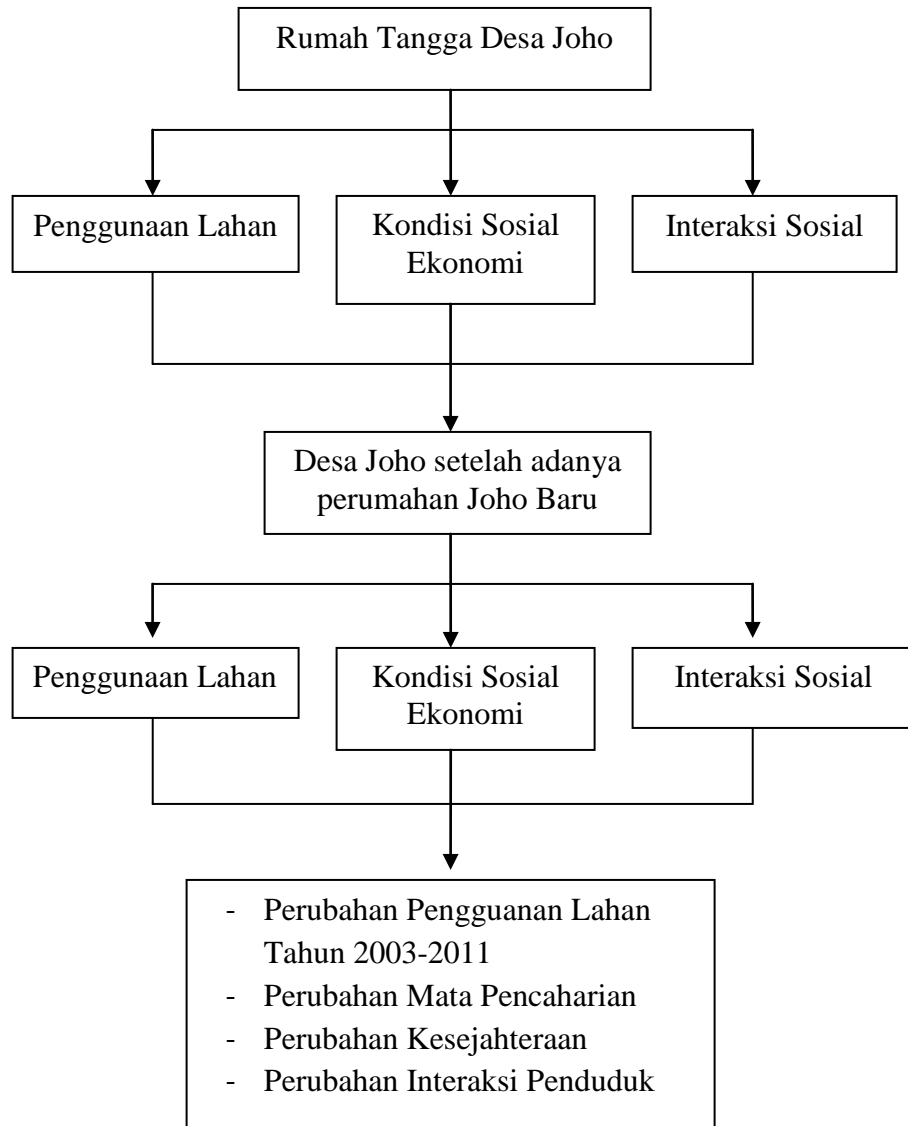 Rumah Tangga Desa Joho
Penggunaan Lahan
Kondisi Sosial
Ekonomi
Interaksi Sosial
Desa Joho setelah adanya
perumahan Joho Baru
Penggunaan Lahan
Kondisi Sosial
Ekonomi
Interaksi Sosial
- Perubahan Pengguanan Lahan
Tahun 2003-2011
- Perubahan Mata Pencaharian
- Perubahan Kesejahteraan
- Perubahan Interaksi Penduduk